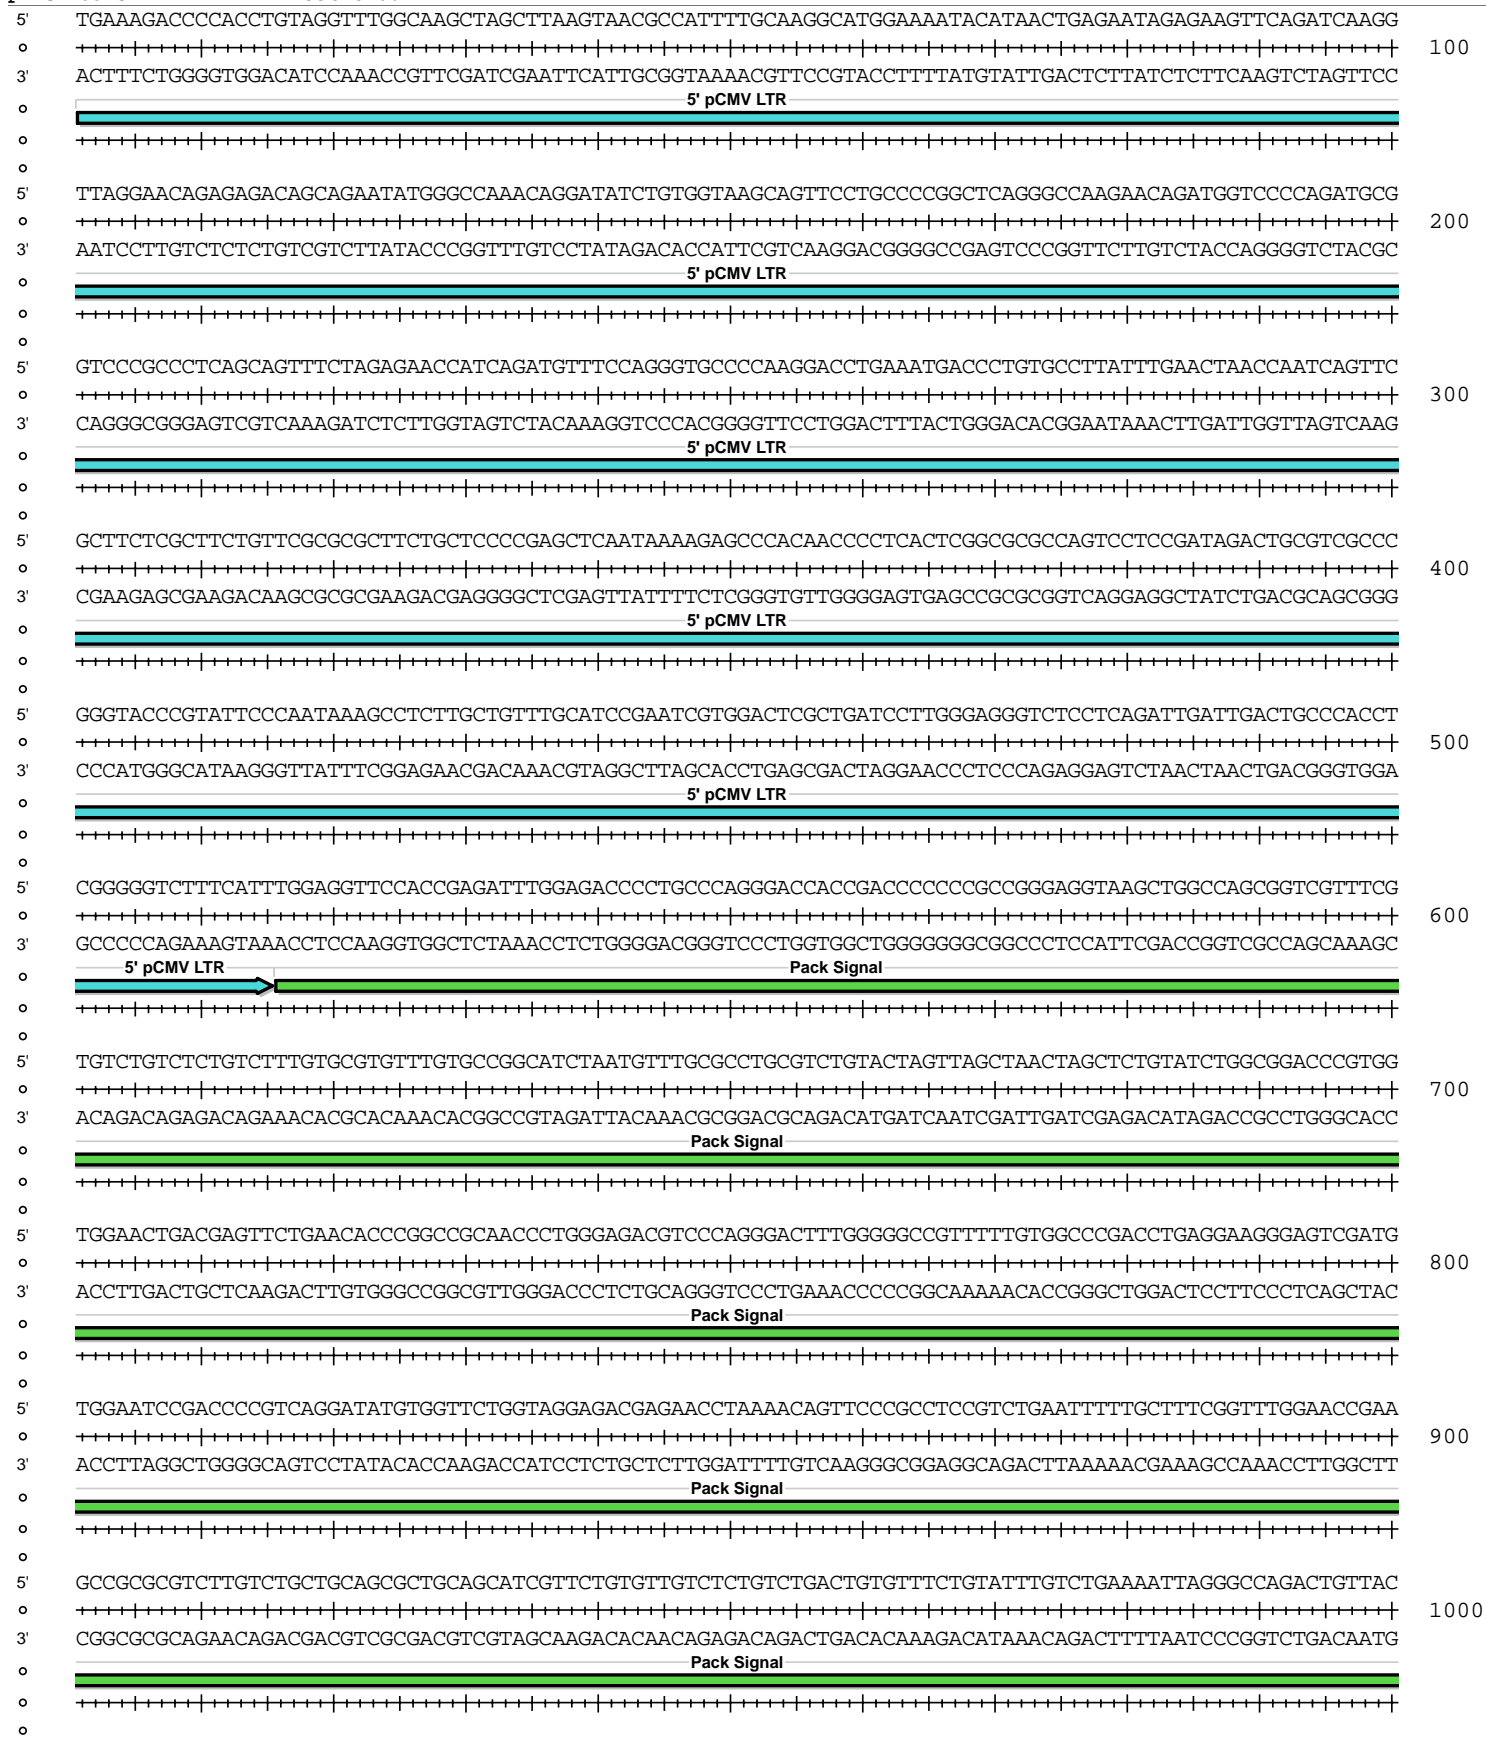 5' TGAAAGACCCCACCTGTAGGTTTGGCAAGCTAGCTTAAGTAACGCCATTTTGCAAGGCATGGAAAATACATAACTGAGAATAGAGAAGTTCAGATCAAGG
100
3' ACTTTCTGGGGTGGACATCCAAACCGTTCGATCGAATTCATTGCGGTAAAACGTTCCGTACCTTTTATGTATTGACTCTTATCTCTTCAAGTCTAGTTCC
5' pCMV LTR
5' TTAGGAACAGAGAGACAGCAGAATATGGGCCAAACAGGATATCTGTGGTAAGCAGTTCCTGCCCCGGCTCAGGGCCAAGAACAGATGGTCCCCAGATGCG
200
3' AATCCTTGTCTCTCTGTCGTCTTATACCCGGTTTGTCCTATAGACACCATTCGTCAAGGACGGGGCCGAGTCCCGGTTCTTGTCTACCAGGGGTCTACGC
5' pCMV LTR
5' GTCCCGCCCTCAGCAGTTTCTAGAGAACCATCAGATGTTTCCAGGGTGCCCCAAGGACCTGAAATGACCCTGTGCCTTATTTGAACTAACCAATCAGTTC
300
3' CAGGGCGGGAGTCGTCAAAGATCTCTTGGTAGTCTACAAAGGTCCCACGGGGTTCCTGGACTTTACTGGGACACGGAATAAACTTGATTGGTTAGTCAAG
5' pCMV LTR
5' GCTTCTCGCTTCTGTTCGCGCGCTTCTGCTCCCCGAGCTCAATAAAAGAGCCCACAACCCCTCACTCGGCGCGCCAGTCCTCCGATAGACTGCGTCGCCC
400
3' CGAAGAGCGAAGACAAGCGCGCGAAGACGAGGGGCTCGAGTTATTTTCTCGGGTGTTGGGGAGTGAGCCGCGCGGTCAGGAGGCTATCTGACGCAGCGGG
5' pCMV LTR
5' GGGTACCCGTATTCCCAATAAAGCCTCTTGCTGTTTGCATCCGAATCGTGGACTCGCTGATCCTTGGGAGGGTCTCCTCAGATTGATTGACTGCCCACCT
500
3' CCCATGGGCATAAGGGTTATTTCGGAGAACGACAAACGTAGGCTTAGCACCTGAGCGACTAGGAACCCTCCCAGAGGAGTCTAACTAACTGACGGGTGGA
5' pCMV LTR
5' CGGGGGTCTTTCATTTGGAGGTTCCACCGAGATTTGGAGACCCCTGCCCAGGGACCACCGACCCCCCCGCCGGGAGGTAAGCTGGCCAGCGGTCGTTTCG
600
3' GCCCCCAGAAAGTAAACCTCCAAGGTGGCTCTAAACCTCTGGGGACGGGTCCCTGGTGGCTGGGGGGGCGGCCCTCCATTCGACCGGTCGCCAGCAAAGC
5' pCMV LTR Pack Signal
5' TGTCTGTCTCTGTCTTTGTGCGTGTTTGTGCCGGCATCTAATGTTTGCGCCTGCGTCTGTACTAGTTAGCTAACTAGCTCTGTATCTGGCGGACCCGTGG
700
3' ACAGACAGAGACAGAAACACGCACAAACACGGCCGTAGATTACAAACGCGGACGCAGACATGATCAATCGATTGATCGAGACATAGACCGCCTGGGCACC
Pack Signal
5' TGGAACTGACGAGTTCTGAACACCCGGCCGCAACCCTGGGAGACGTCCCAGGGACTTTGGGGGCCGTTTTTGTGGCCCGACCTGAGGAAGGGAGTCGATG
800
3' ACCTTGACTGCTCAAGACTTGTGGGCCGGCGTTGGGACCCTCTGCAGGGTCCCTGAAACCCCCGGCAAAAACACCGGGCTGGACTCCTTCCCTCAGCTAC
Pack Signal
5' TGGAATCCGACCCCGTCAGGATATGTGGTTCTGGTAGGAGACGAGAACCTAAAACAGTTCCCGCCTCCGTCTGAATTTTTGCTTTCGGTTTGGAACCGAA
900
3' ACCTTAGGCTGGGGCAGTCCTATACACCAAGACCATCCTCTGCTCTTGGATTTTGTCAAGGGCGGAGGCAGACTTAAAAACGAAAGCCAAACCTTGGCTT
Pack Signal
5' GCCGCGCGTCTTGTCTGCTGCAGCGCTGCAGCATCGTTCTGTGTTGTCTCTGTCTGACTGTGTTTCTGTATTTGTCTGAAAATTAGGGCCAGACTGTTAC
1000
3' CGGCGCGCAGAACAGACGACGTCGCGACGTCGTAGCAAGACACAACAGAGACAGACTGACACAAAGACATAAACAGACTTTTAATCCCGGTCTGACAATG
Pack Signal